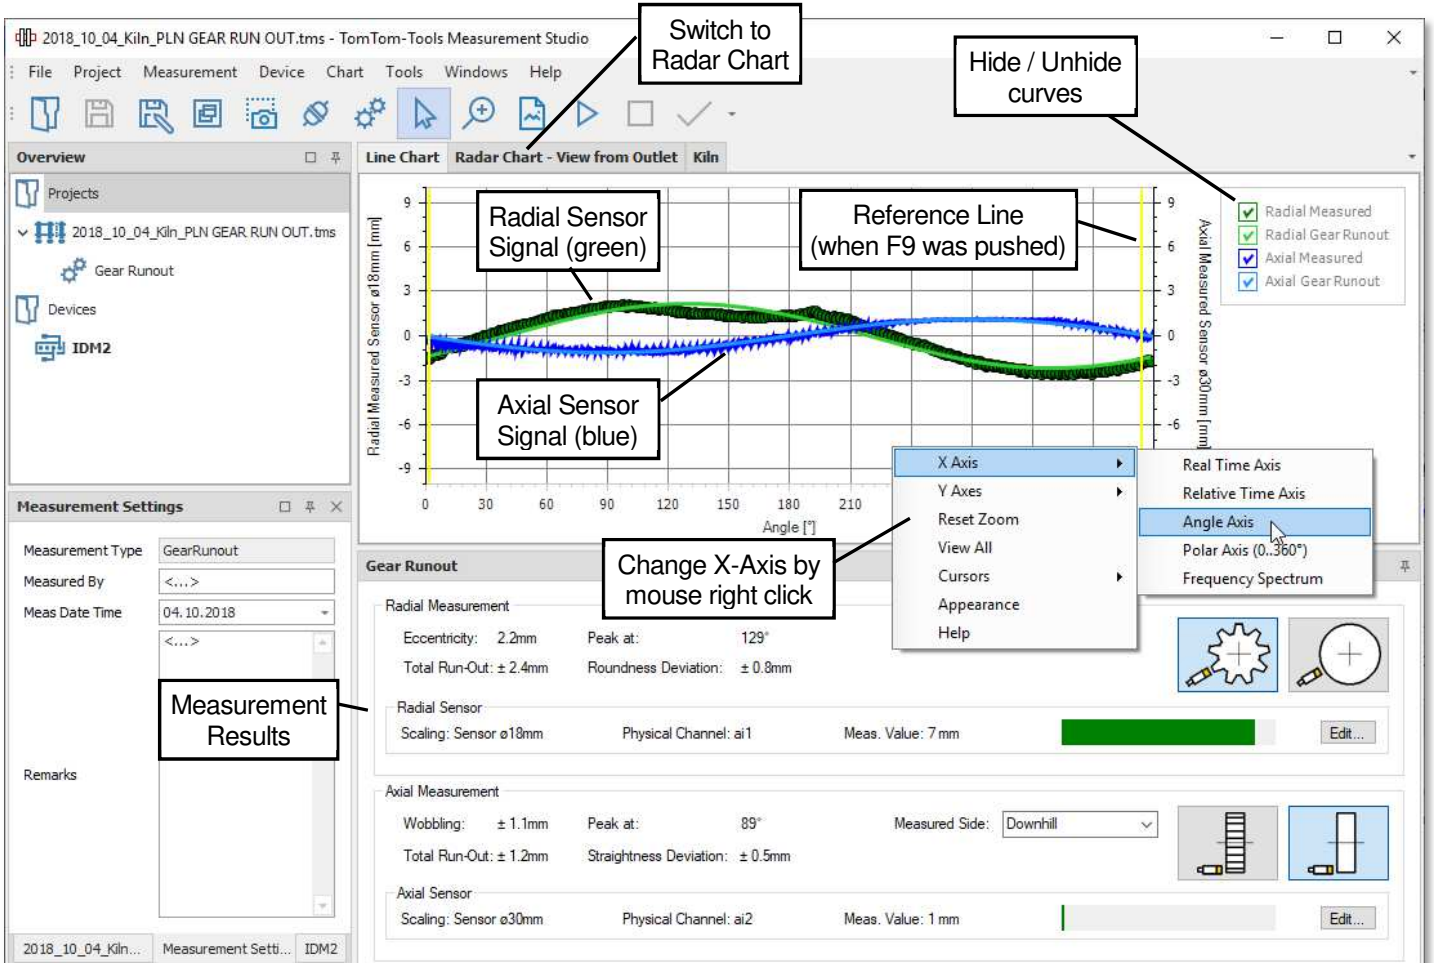 2018_10_04_Kiln_PLN GEAR RUN OUT.tms - TomTom-Tools Measurement Studio
Switch to
Radar Chart
Hide / Unhide
curves
File Project Measurement Device Chart Tools Windows Help
Overview
Projects
2018_10_04_Kiln_PLN GEAR RUN OUT.tms
Gear Runout
Devices
IDM2
Line Chart Radar Chart - View from Outlet Kiln
Radial Measured Sensor ø18mm [mm]
9
6
3
0
-3
-6
-9
Radial Sensor
Signal (green)
Reference Line
(when F9 was pushed)
Axial Sensor
Signal (blue)
9
6
3
0
-3
-6
Axial Measured Sensor ø30mm [mm]
Radial Measured
Radial Gear Runout
Axial Measured
Axial Gear Runout
0 30 60 90 120 150 180 210
Angle [°]
X Axis
Y Axes
Reset Zoom
View All
Cursors
Appearance
Help
Real Time Axis
Relative Time Axis
Angle Axis
Polar Axis (0..360°)
Frequency Spectrum
Change X-Axis by
mouse right click
Measurement Settings
Measurement Type GearRunout
Measured By <...>
Meas Date Time 04.10.2018
<...>
Remarks
Measurement
Results
2018_10_04_Kiln... Measurement Setti... IDM2
Gear Runout
Radial Measurement
Eccentricity: 2.2mm Peak at: 129°
Total Run-Out: ± 2.4mm Roundness Deviation: ± 0.8mm
Radial Sensor
Scaling: Sensor ø18mm Physical Channel: ai1 Meas. Value: 7 mm Edit...
Axial Measurement
Wobbling: ± 1.1mm Peak at: 89° Measured Side: Downhill
Total Run-Out: ± 1.2mm Straightness Deviation: ± 0.5mm
Axial Sensor
Scaling: Sensor ø30mm Physical Channel: ai2 Meas. Value: 1 mm Edit...